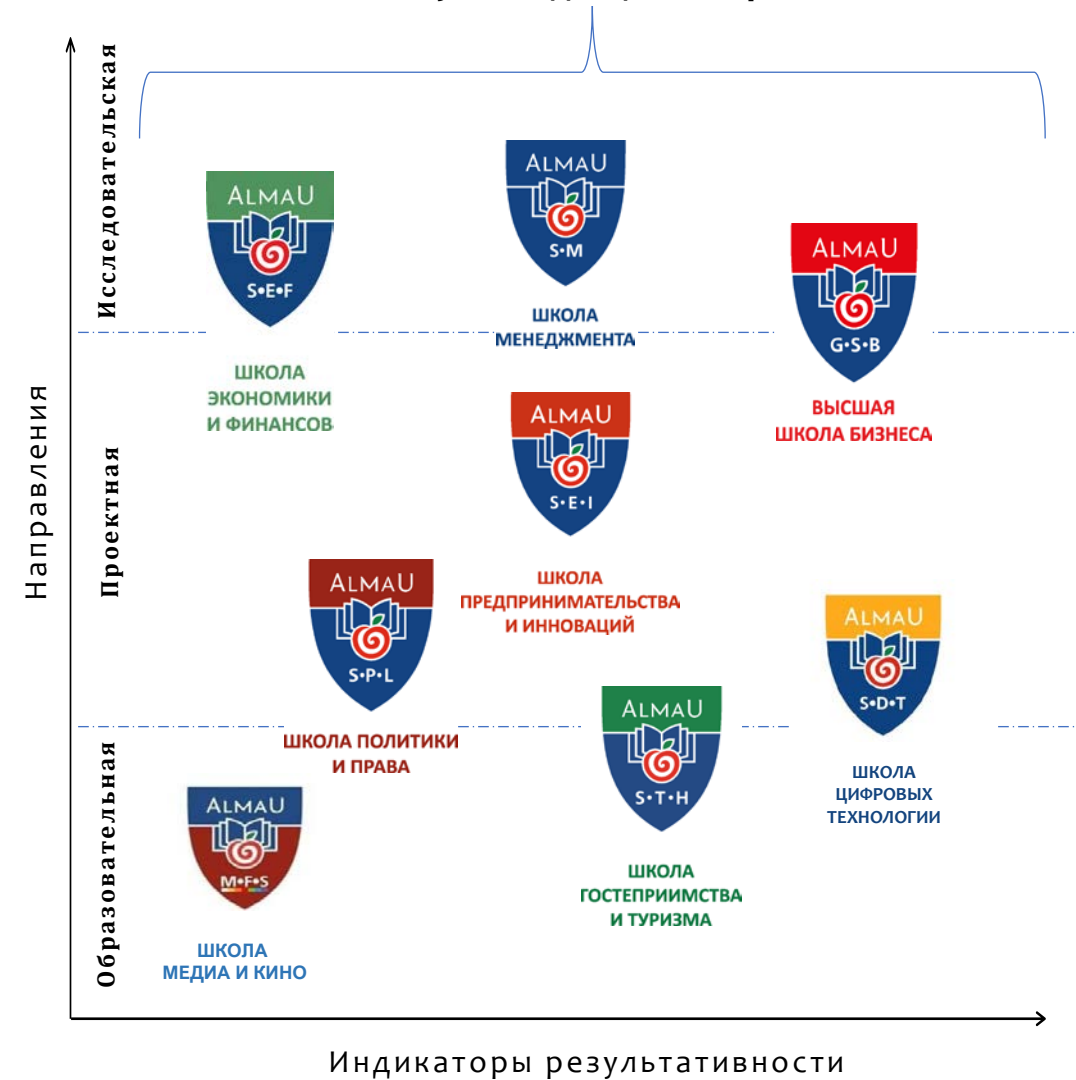 Исследовательская
Проектная
Образовательная
Направления
ALMAU
S•E•F
ШКОЛА
ЭКОНОМИКИ
И ФИНАНСОВ
ALMAU
S•M
ШКОЛА
МЕНЕДЖМЕНТА
ALMAU
G•S•B
ВЫСШАЯ
ШКОЛА БИЗНЕСА
ALMAU
S•E•I
ШКОЛА
ПРЕДПРИНИМАТЕЛЬСТВА
И ИННОВАЦИЙ
ALMAU
S•P•L
ШКОЛА ПОЛИТИКИ
И ПРАВА
ALMAU
S•D•T
ШКОЛА
ЦИФРОВЫХ
ТЕХНОЛОГИИ
ALMAU
S•T•H
ШКОЛА
ГОСТЕПРИИМСТВА
И ТУРИЗМА
ALMAU
M•F•S
ШКОЛА
МЕДИА И КИНО
Индикаторы результативности